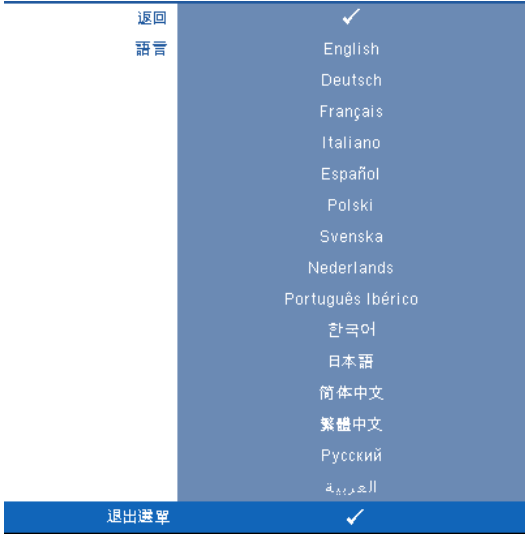 返回 ✓
語言 English
Deutsch
Français
Italiano
Español
Polski
Svenska
Nederlands
Português Ibérico
한국어
日本語
简体中文
繁體中文
Русский
العربية
退出選單 ✓